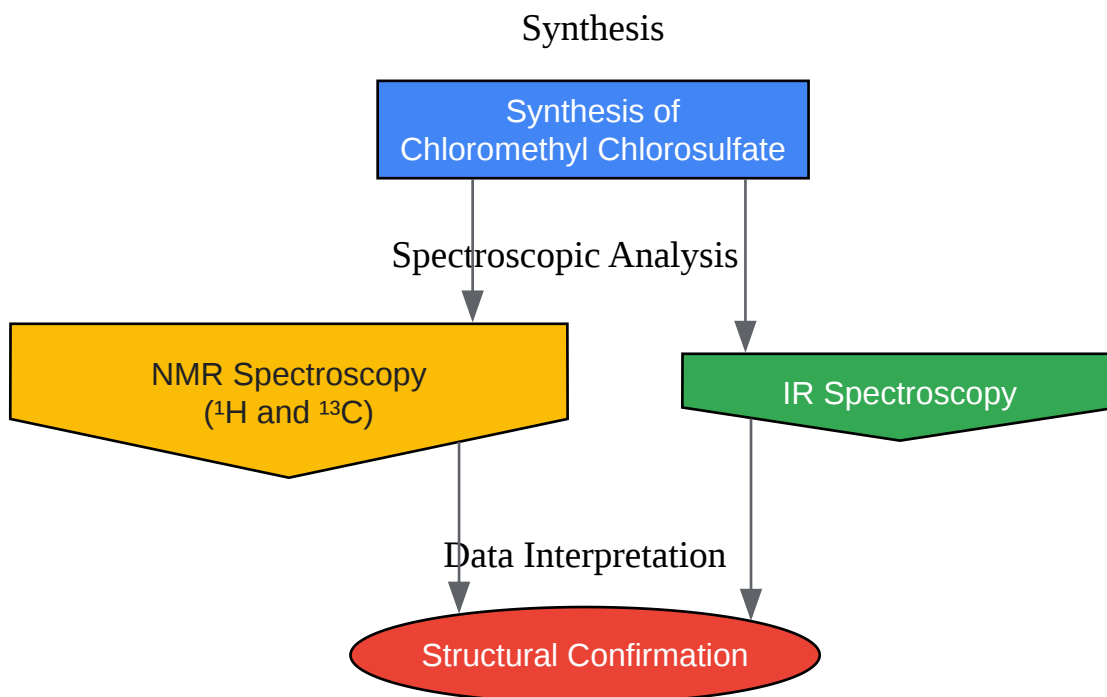 Synthesis
Synthesis of
Chloromethyl Chlorosulfate
Spectroscopic Analysis
NMR Spectroscopy
(¹H and ¹³C)
IR Spectroscopy
Data Interpretation
Structural Confirmation